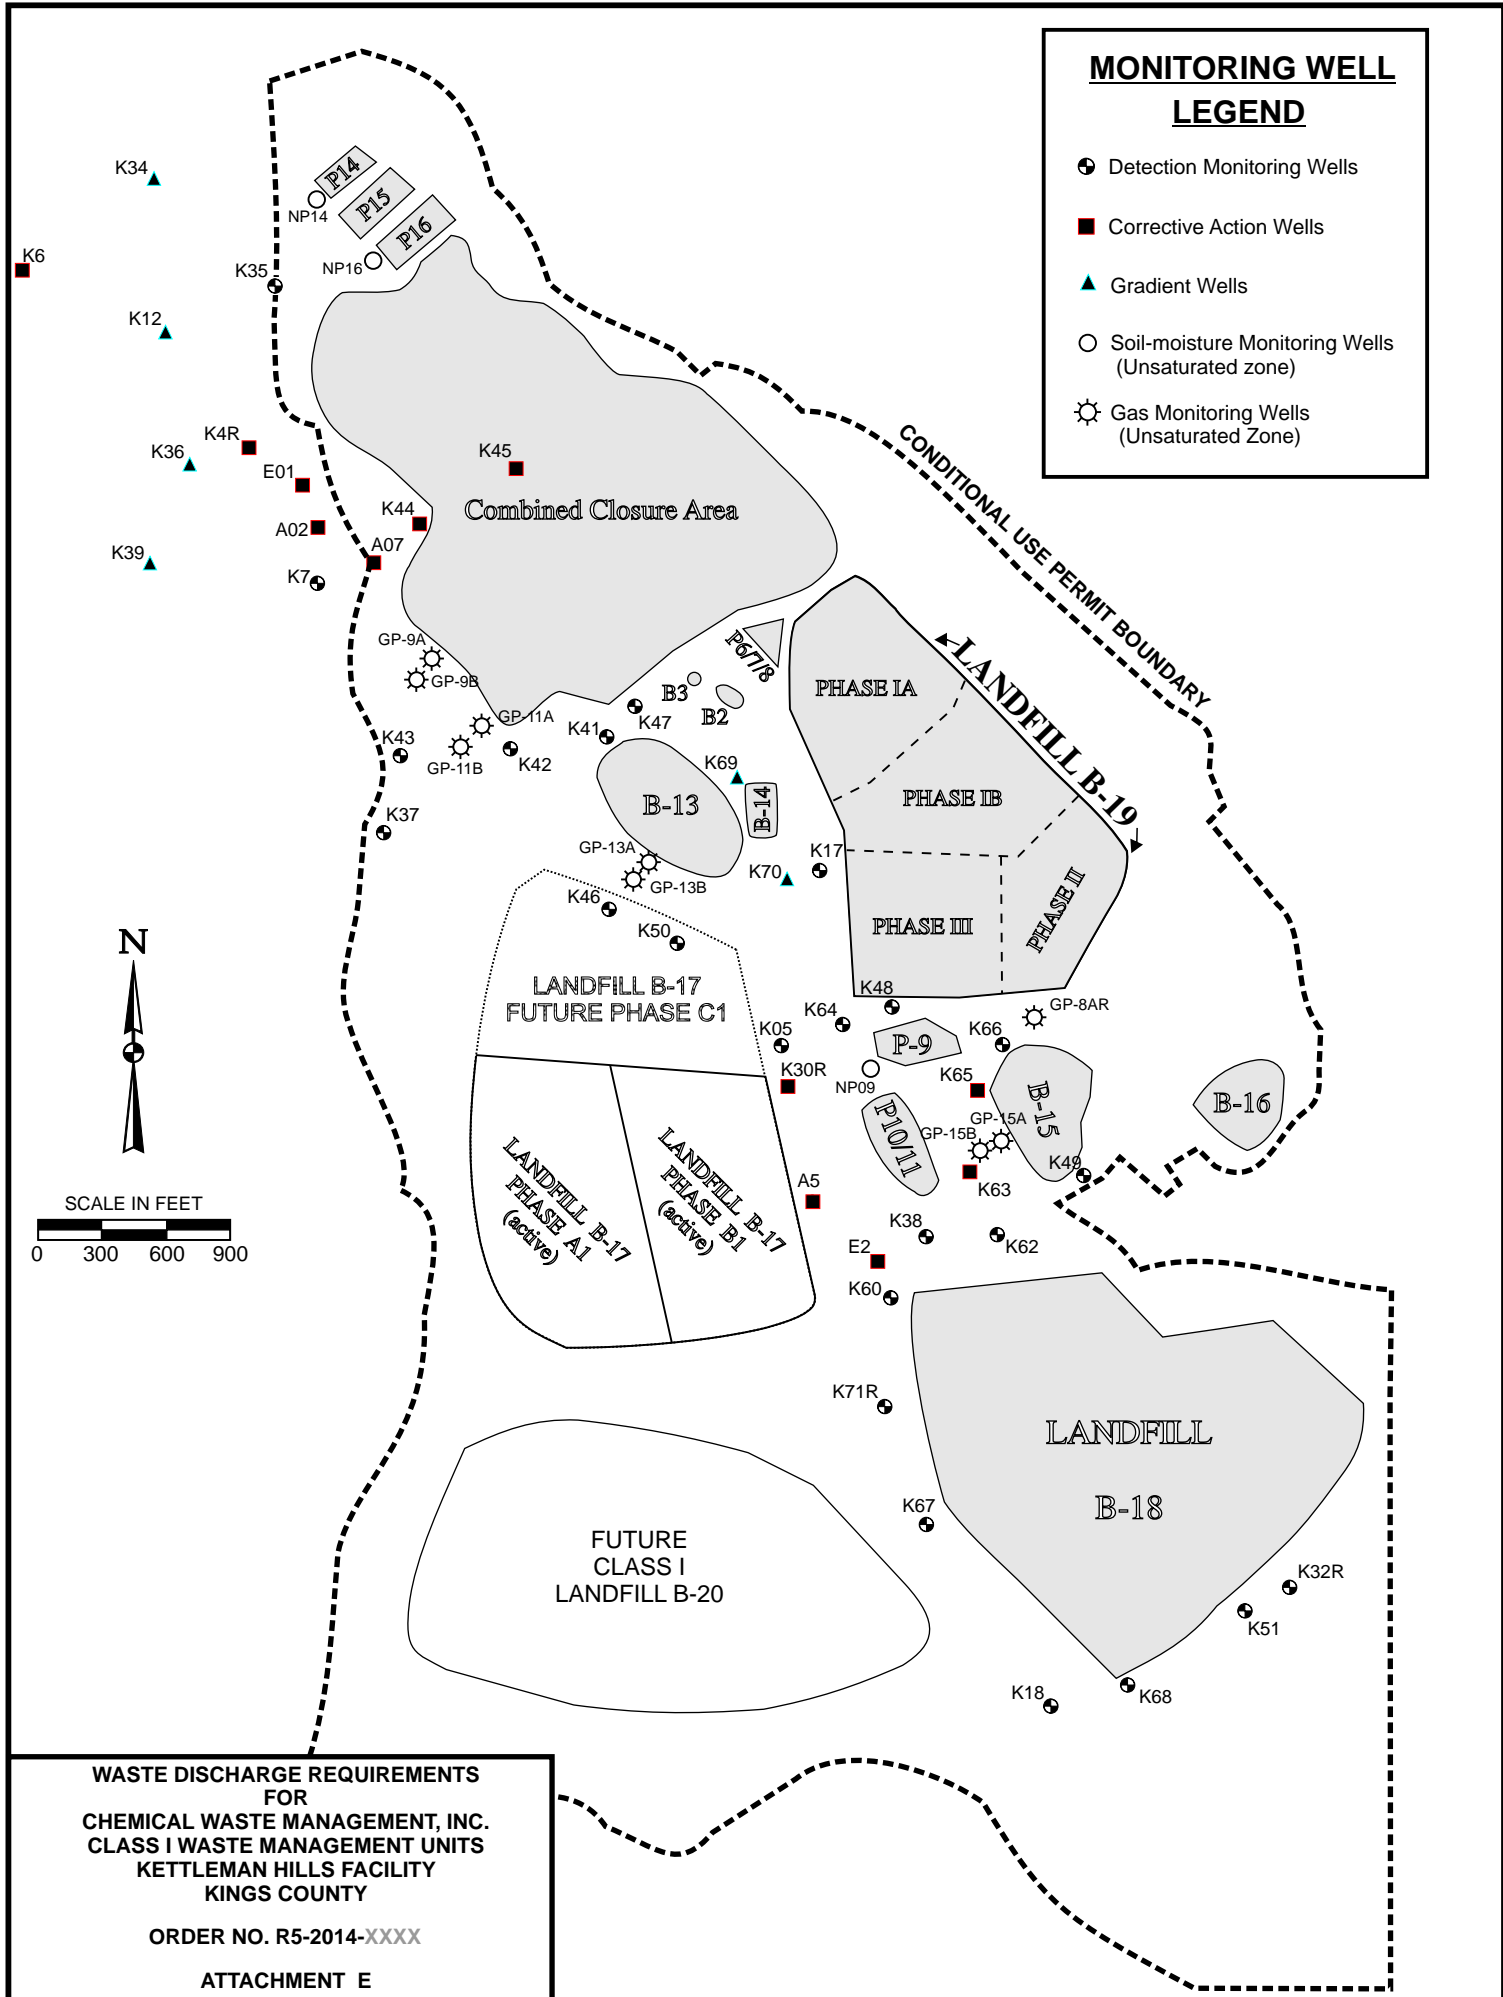 MONITORING WELL
LEGEND
Detection Monitoring Wells
Corrective Action Wells
Gradient Wells
Soil-moisture Monitoring Wells
(Unsaturated zone)
Gas Monitoring Wells
(Unsaturated Zone)
K34
P14
NP14
P15
P16
NP16
K6
K35
K12
K4R
K36
E01
K45
K44
Combined Closure Area
A02
A07
K39
K7
CONDITIONAL USE PERMIT BOUNDARY
GP-9A
GP-9B
P6/7/8
B3
B2
PHASE IA
LANDFILL B-19
GP-11A
K47
K41
K43
K42
GP-11B
K69
B-13
B-14
PHASE IB
K37
GP-13A
K17
K70
GP-13B
K46
K50
PHASE III
PHASE II
N
LANDFILL B-17
FUTURE PHASE C1
K48
GP-8AR
K64
K05
P-9
K66
K30R
NP09
K65
B-15
B-16
P10/11
GP-15A
GP-15B
K49
LANDFILL B-17
PHASE A1
(active)
LANDFILL B-17
PHASE B1
(active)
A5
K63
SCALE IN FEET
0 300 600 900
K38
K62
E2
K60
K71R
LANDFILL
B-18
K67
FUTURE
CLASS I
LANDFILL B-20
K32R
K51
K18
K68
WASTE DISCHARGE REQUIREMENTS
FOR
CHEMICAL WASTE MANAGEMENT, INC.
CLASS I WASTE MANAGEMENT UNITS
KETTLEMAN HILLS FACILITY
KINGS COUNTY
ORDER NO. R5-2014-XXXX
ATTACHMENT E